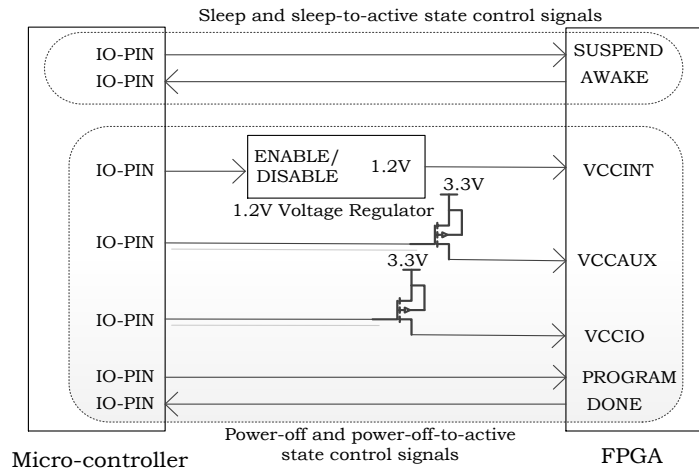 Sleep and sleep-to-active state control signals
IO-PIN
SUSPEND
IO-PIN
AWAKE
IO-PIN
ENABLE/
DISABLE
1.2V
VCCINT
1.2V Voltage Regulator
3.3V
IO-PIN
VCCAUX
3.3V
IO-PIN
VCCIO
IO-PIN
PROGRAM
IO-PIN
DONE
Power-off and power-off-to-active
state control signals
Micro-controller
FPGA